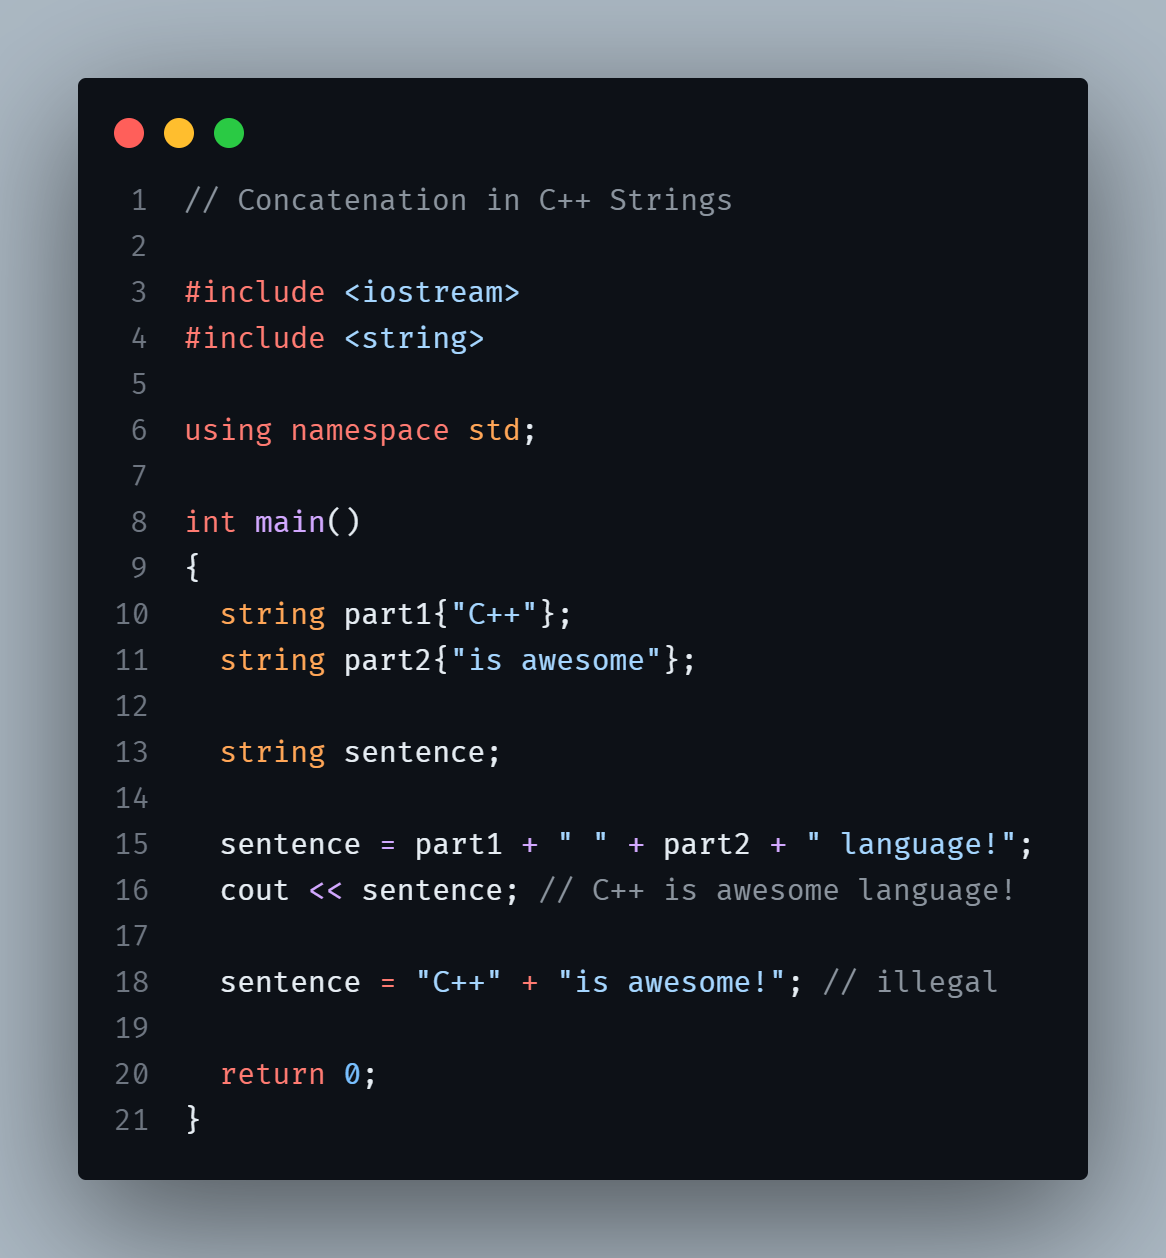 1 // Concatenation in C++ Strings
2
3 #include <iostream>
4 #include <string>
5
6 using namespace std;
7
8 int main()
9 {
10   string part1{"C++"};
11   string part2{"is awesome"};
12
13   string sentence;
14
15   sentence = part1 + " " + part2 + " language!";
16   cout << sentence; // C++ is awesome language!
17
18   sentence = "C++" + "is awesome!"; // illegal
19
20   return 0;
21 }